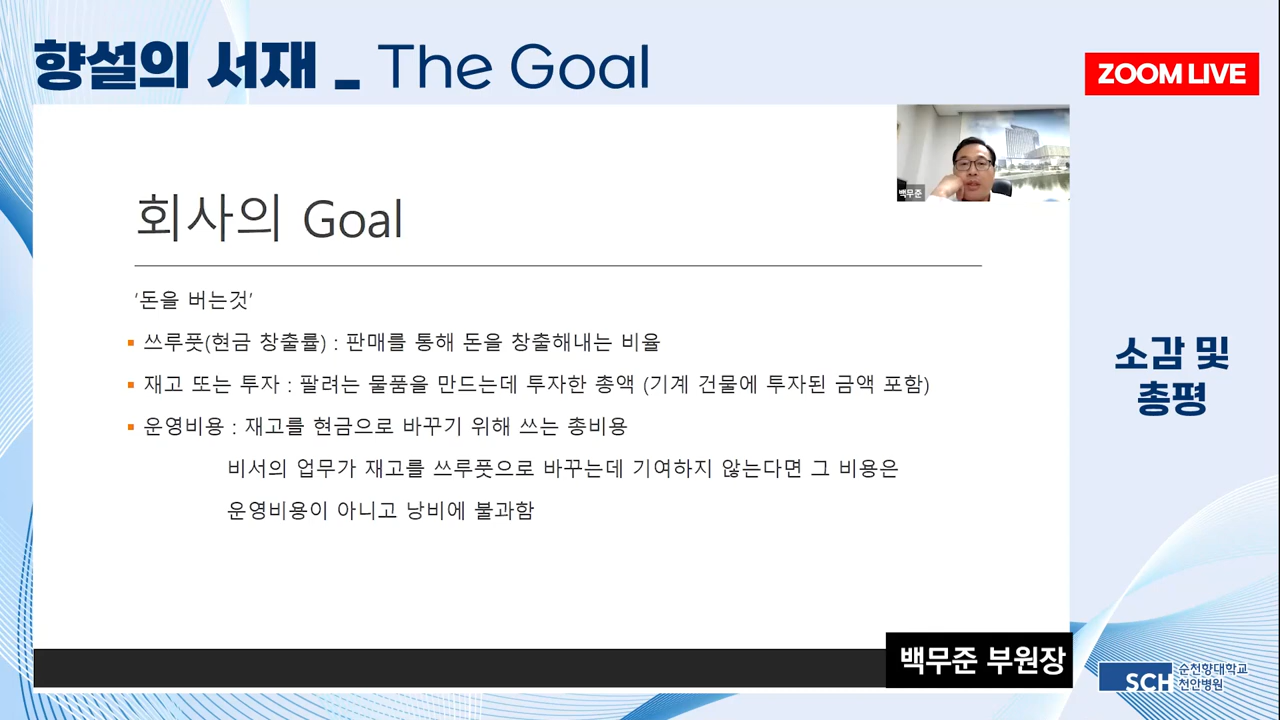 향설의 서재 _ The Goal
ZOOM LIVE
백무준
회사의 Goal
‘돈을 버는것’
▪ 쓰루풋(현금 창출률) : 판매를 통해 돈을 창출해내는 비율
▪ 재고 또는 투자 : 팔려는 물품을 만드는데 투자한 총액 (기계 건물에 투자된 금액 포함)
▪ 운영비용 : 재고를 현금으로 바꾸기 위해 쓰는 총비용
비서의 업무가 재고를 쓰루풋으로 바꾸는데 기여하지 않는다면 그 비용은
운영비용이 아니고 낭비에 불과함
소감 및
총평
백무준 부원장
SCH 순천향대학교
천안병원